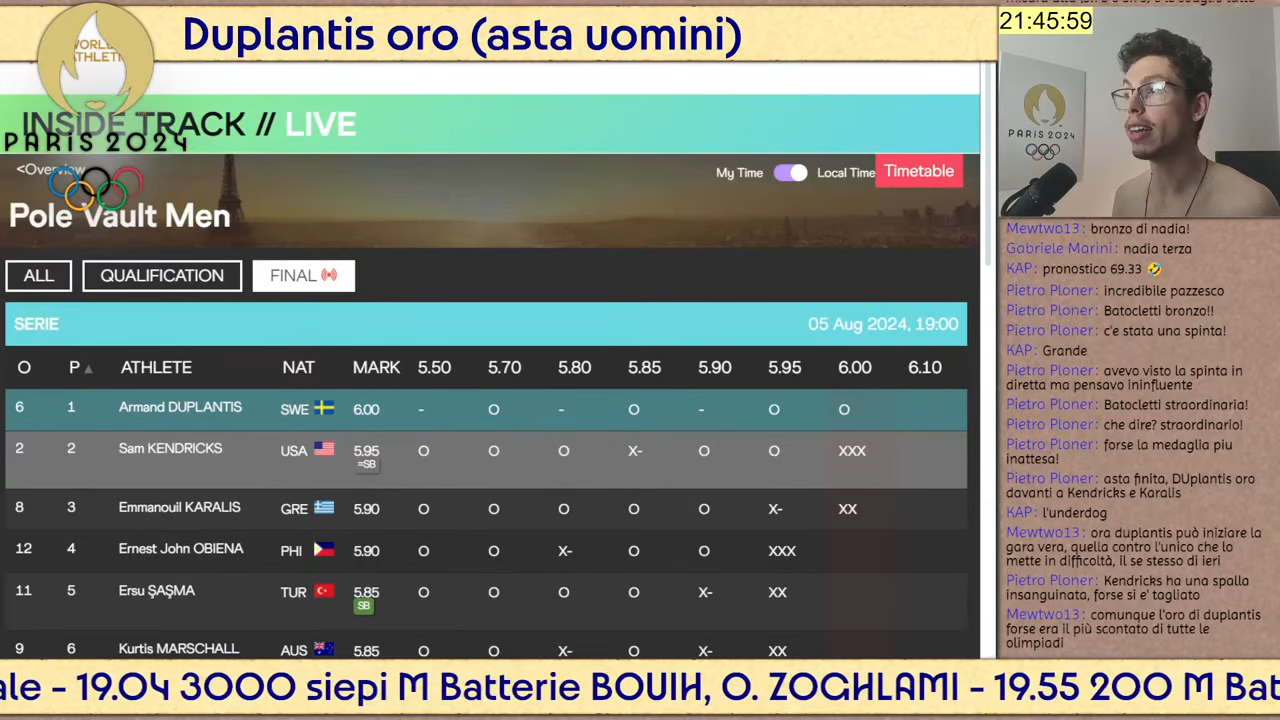 Duplantis oro (asta uomini)
21:45:59
WORLD
ATHLETI
INSIDE TRACK // LIVE
PARIS 2024
<Overview
My Time
Local Time
Timetable
Pole Vault Men
ALL
QUALIFICATION
FINAL
SERIE
05 Aug 2024, 19:00
O P ATHLETE NAT MARK 5.50 5.70 5.80 5.85 5.90 5.95 6.00 6.10
6 1 Armand DUPLANTIS SWE 6.00 - O - O - O O
2 2 Sam KENDRICKS USA 5.95 O O O X- O O XXX
=SB
8 3 Emmanouil KARALIS GRE 5.90 O O O O O X- XX
12 4 Ernest John OBIENA PHI 5.90 O O X- O O XXX
11 5 Ersu ŞAŞMA TUR 5.85 O O O O X- XX
SB
9 6 Kurtis MARSCHALL AUS 5.85 O O X- O X- XX
PARIS 2024
Mewtwo13: bronzo di nadia!
Gabriele Marini: nadia terza
KAP: pronostico 69.33 🤣
Pietro Ploner: incredibile pazzesco
Pietro Ploner: Batocletti bronzo!!
Pietro Ploner: c'e stata una spinta!
KAP: Grande
Pietro Ploner: avevo visto la spinta in
diretta ma pensavo ininfluente
Pietro Ploner: Batocletti straordinaria!
Pietro Ploner: che dire? straordinario!
Pietro Ploner: forse la medaglia piu
inattesa!
Pietro Ploner: asta finita, DUplantis oro
davanti a Kendricks e Karalis
KAP: l'underdog
Mewtwo13: ora duplantis può iniziare la
gara vera, quella contro l'unico che lo
mette in difficoltà, il se stesso di ieri
Pietro Ploner: Kendricks ha una spalla
insanguinata, forse si e' tagliato
Mewtwo13: comunque l'oro di duplantis
forse era il più scontato di tutte le
olimpiadi
ale - 19.04 3000 siepi M Batterie BOUIH, O. ZOGHLAMI - 19.55 200 M Bat